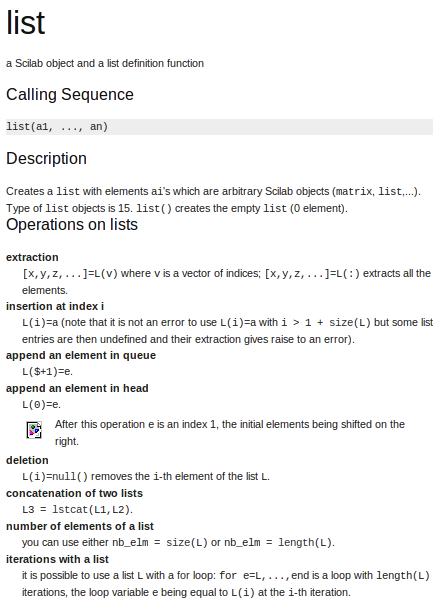 list
a Scilab object and a list definition function
Calling Sequence
list(a1, ..., an)
Description
Creates a list with elements ai's which are arbitrary Scilab objects (matrix, list,...).
Type of list objects is 15. list() creates the empty list (0 element).
Operations on lists
extraction
[x,y,z,...]=L(v) where v is a vector of indices; [x,y,z,...]=L(:) extracts all the
elements.
insertion at index i
L(i)=a (note that it is not an error to use L(i)=a with i > 1 + size(L) but some list
entries are then undefined and their extraction gives raise to an error).
append an element in queue
L($+1)=e.
append an element in head
L(0)=e.
After this operation e is an index 1, the initial elements being shifted on the
right.
deletion
L(i)=null() removes the i-th element of the list L.
concatenation of two lists
L3 = lstcat(L1,L2).
number of elements of a list
you can use either nb_elm = size(L) or nb_elm = length(L).
iterations with a list
it is possible to use a list L with a for loop: for e=L,...,end is a loop with length(L)
iterations, the loop variable e being equal to L(i) at the i-th iteration.